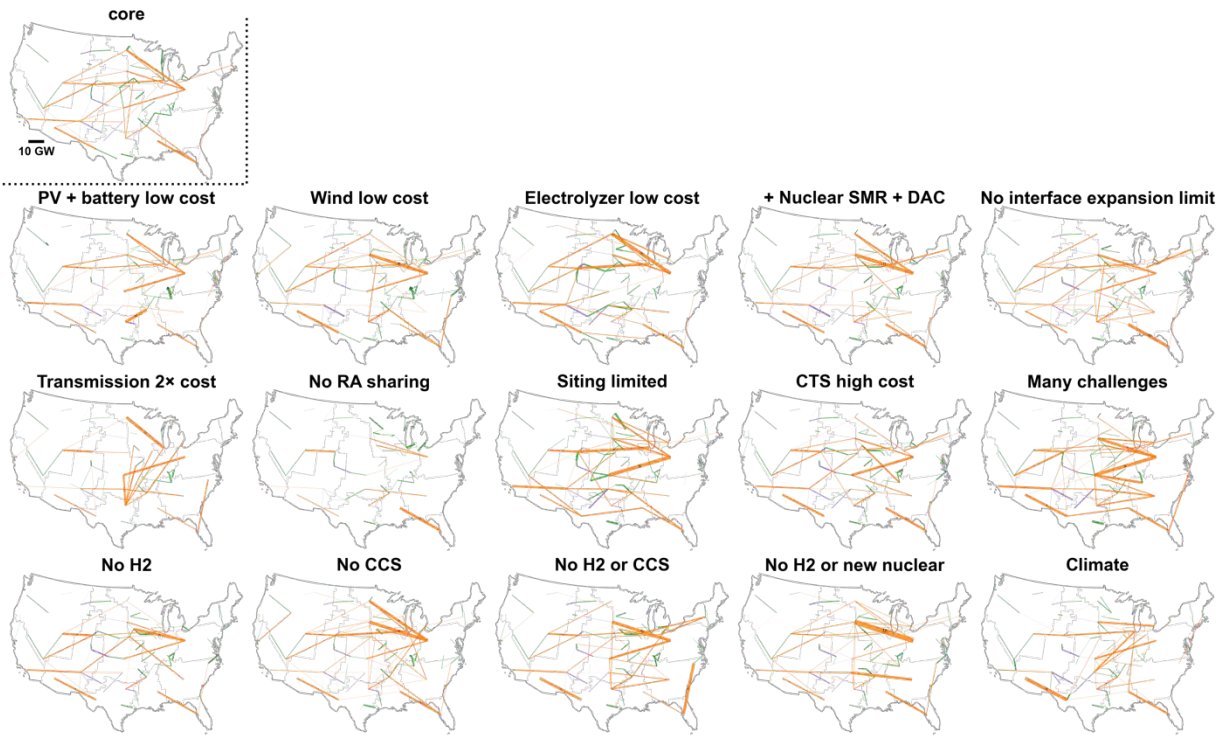 core
10 GW
PV + battery low cost
Wind low cost
Electrolyzer low cost
+ Nuclear SMR + DAC
No interface expansion limit
Transmission 2× cost
No RA sharing
Siting limited
CTS high cost
Many challenges
No H2
No CCS
No H2 or CCS
No H2 or new nuclear
Climate